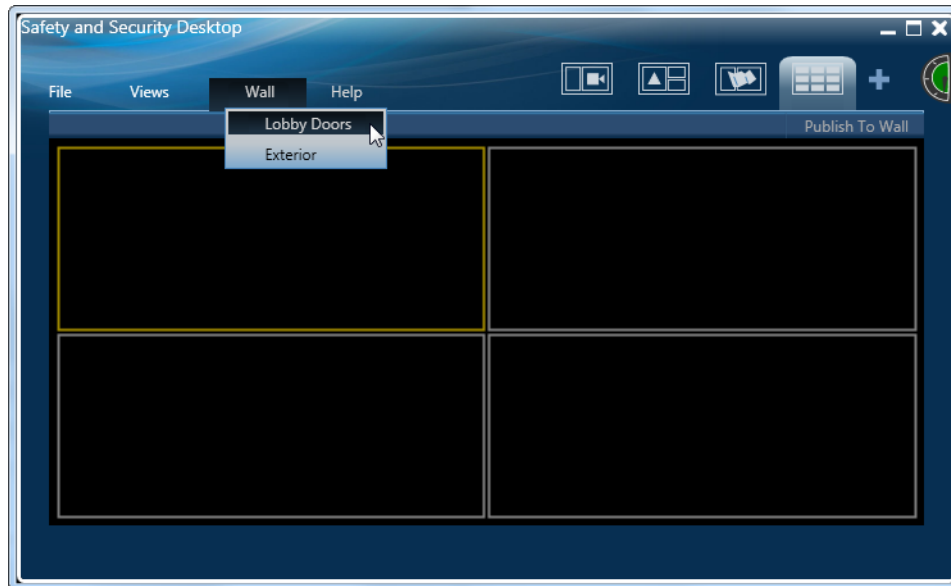 Safety and Security Desktop
File Views Wall Help
Lobby Doors
Publish To Wall
Exterior